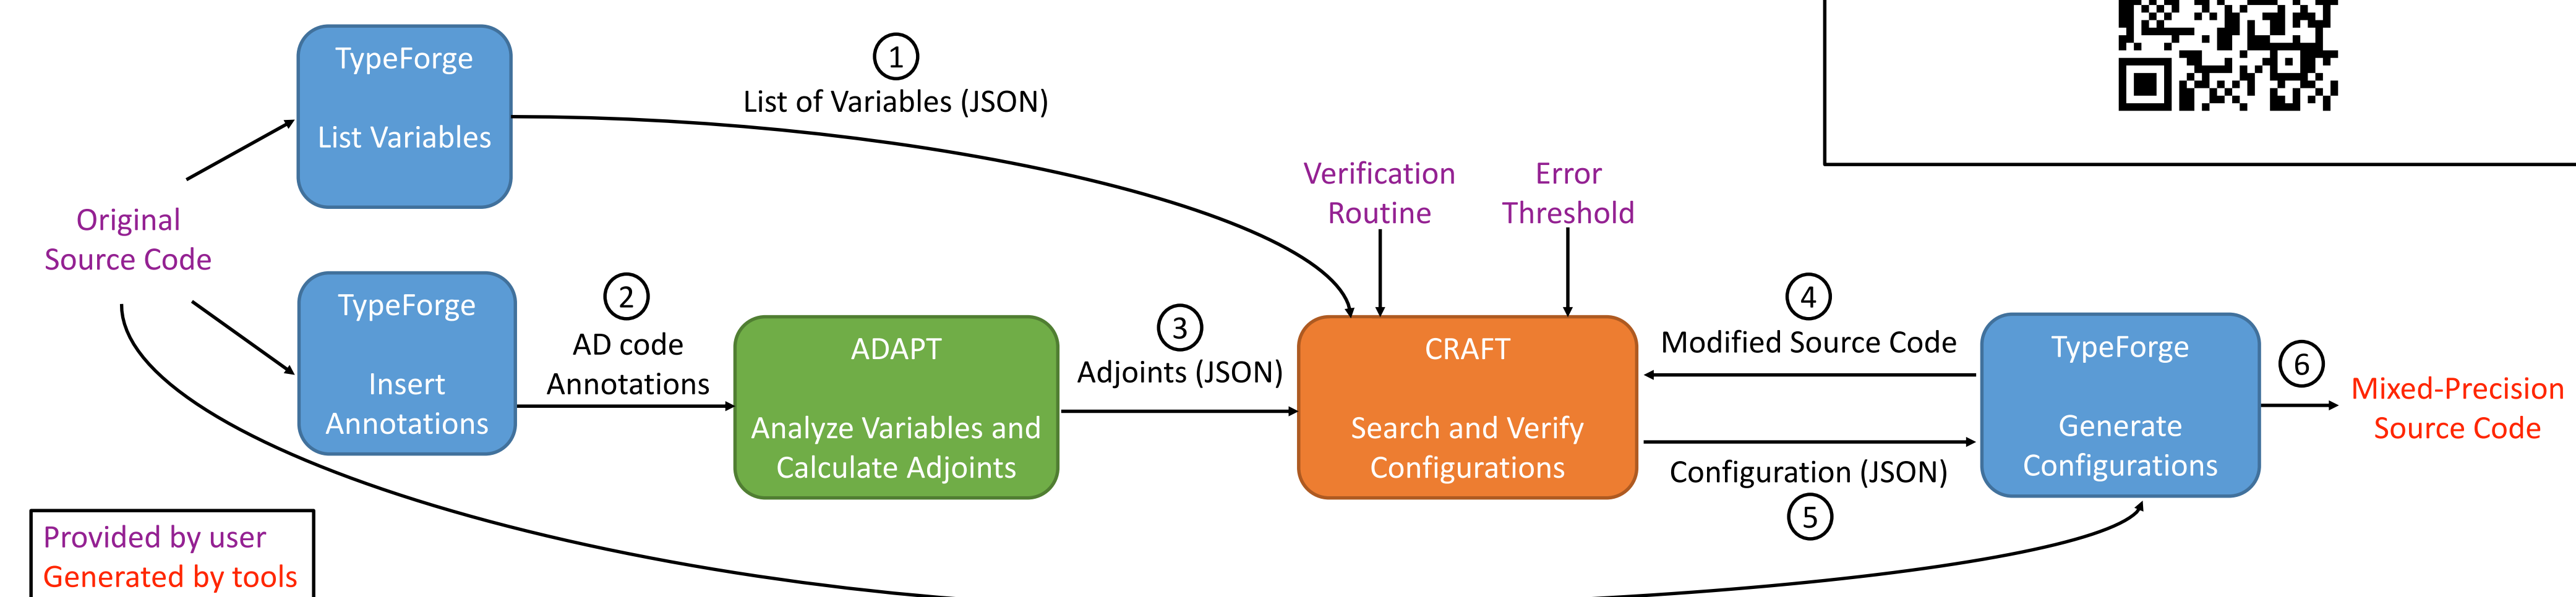 TypeForge
List Variables
1
List of Variables (JSON)
Original
Source Code
Verification
Routine
Error
Threshold
TypeForge
Insert
Annotations
2
AD code
Annotations
ADAPT
Analyze Variables and
Calculate Adjoints
3
Adjoints (JSON)
CRAFT
Search and Verify
Configurations
4
Modified Source Code
Configuration (JSON)
5
TypeForge
Generate
Configurations
6
Mixed-Precision
Source Code
Provided by user
Generated by tools